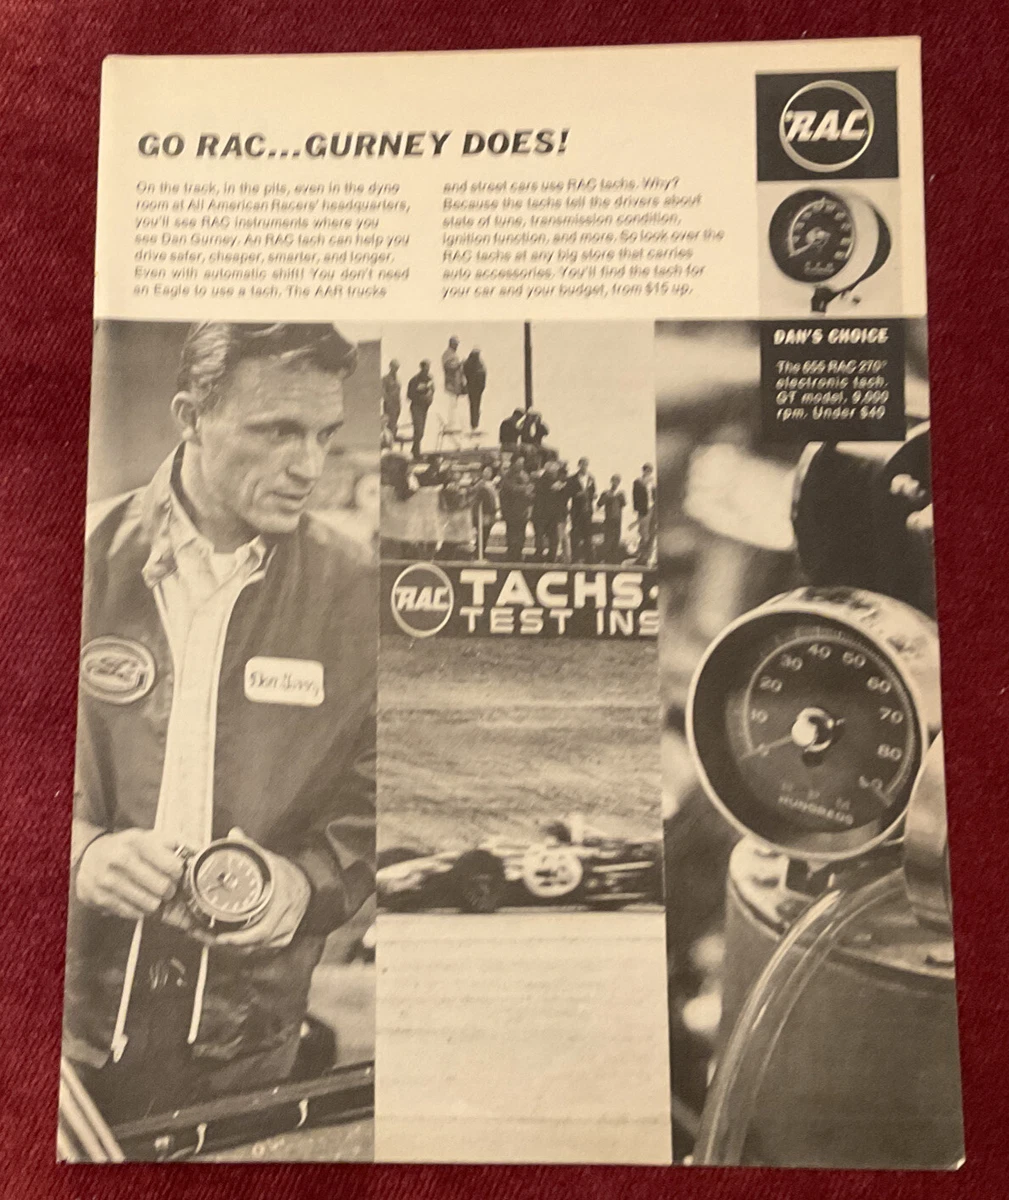 GO RAC...GURNEY DOES!
On the track, in the pits, even in the dyno
room at All American Racers' headquarters,
you'll see RAC instruments where you
see Dan Gurney. An RAC tach can help you
drive safer, cheaper, smarter, and longer.
Even with automatic shift! You don't need
an Eagle to use a tach. The AAR trucks
and street cars use RAC tachs. Why?
Because the tachs tell the drivers about
state of tune, transmission condition,
ignition function, and more. So look over the
RAC tachs at any big store that carries
auto accessories. You'll find the tach for
your car and your budget, from $15 up.
RAC
DAN'S CHOICE
The 655 RAC 270°
electronic tach.
GT model. 9,000
rpm. Under $40
RAC
TACHS·
TEST INS
Dan Gurney
0
10
20
30
40
50
60
70
80
90
RPM
HUNDREDS